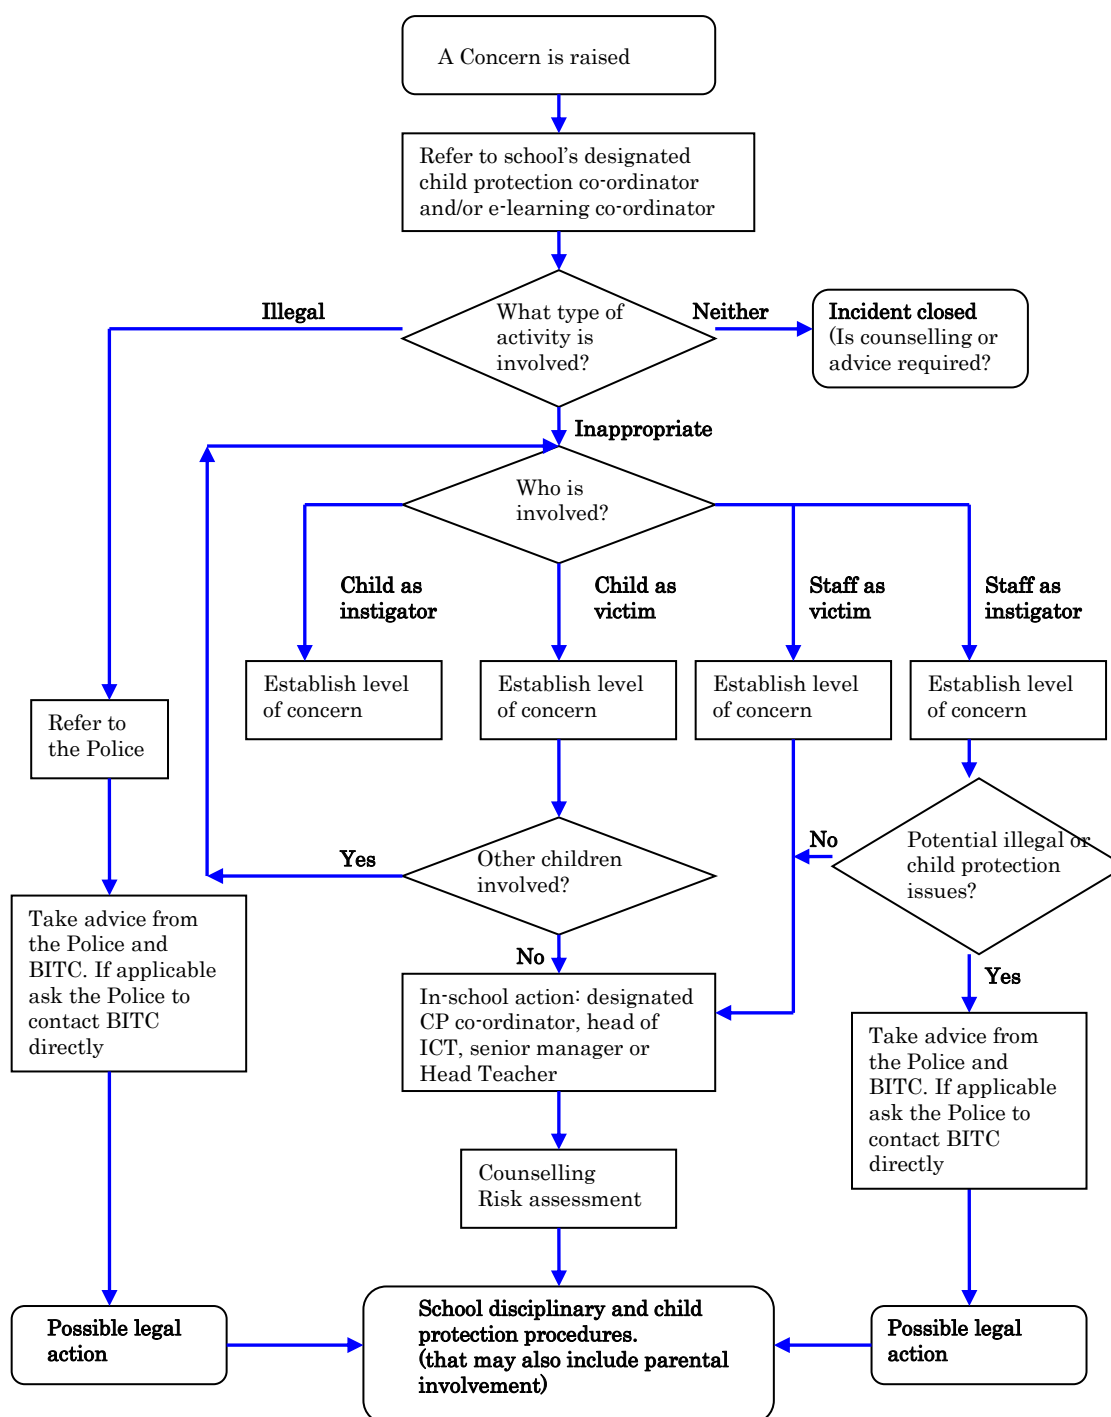 A Concern is raised
Refer to school’s designated
child protection co-ordinator
and/or e-learning co-ordinator
What type of
activity is
involved?
Illegal
Neither
Incident closed
(Is counselling or
advice required?
Inappropriate
Who is
involved?
Child as
instigator
Child as
victim
Staff as
victim
Staff as
instigator
Establish level
of concern
Establish level
of concern
Establish level
of concern
Establish level
of concern
Refer to
the Police
Yes
Other children
involved?
No
Potential illegal or
child protection
issues?
Take advice from
the Police and
BITC. If applicable
ask the Police to
contact BITC
directly
No
In-school action: designated
CP co-ordinator, head of
ICT, senior manager or
Head Teacher
Yes
Take advice from
the Police and
BITC. If applicable
ask the Police to
contact BITC
directly
Counselling
Risk assessment
Possible legal
action
School disciplinary and child
protection procedures.
(that may also include parental
involvement)
Possible legal
action